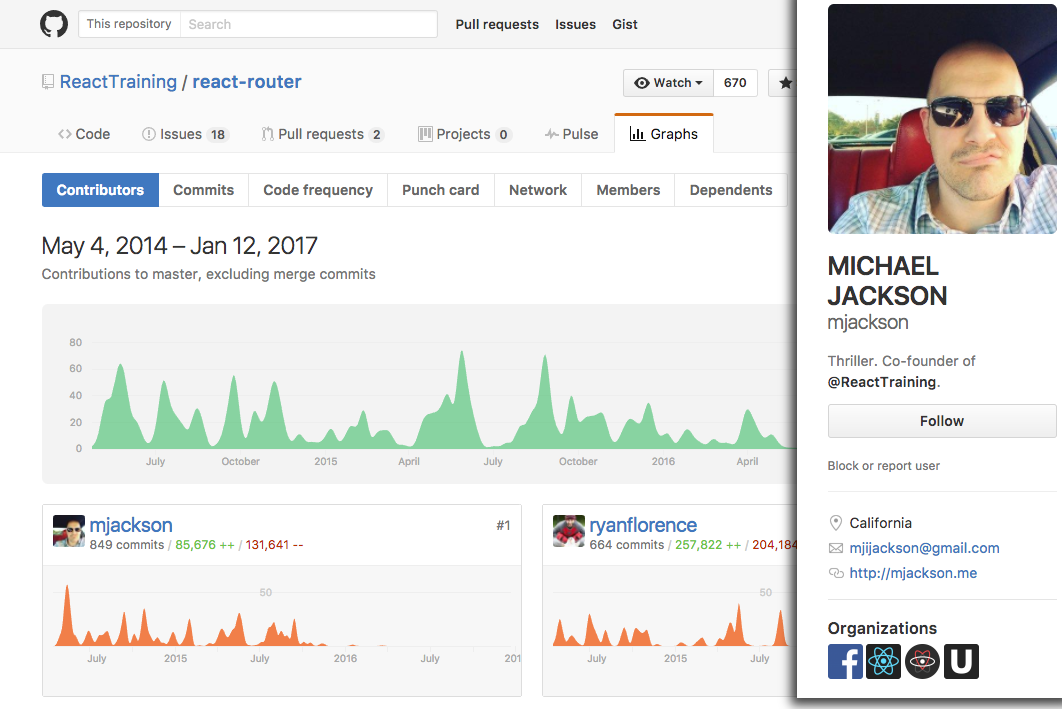 This repository Search Pull requests Issues Gist
ReactTraining / react-router
Watch 670
Code Issues 18 Pull requests 2 Projects 0 Pulse Graphs
Contributors Commits Code frequency Punch card Network Members Dependents
May 4, 2014 – Jan 12, 2017
Contributions to master, excluding merge commits
80
60
40
20
0
July October 2015 April July October 2016 April
mjackson #1
849 commits / 85,676 ++ / 131,641 --
50
July 2015 July 2016 July 201
ryanflorence
664 commits / 257,822 ++ / 204,184
50
July 2015 July
MICHAEL
JACKSON
mjackson
Thriller. Co-founder of
@ReactTraining.
Follow
Block or report user
California
mjijackson@gmail.com
http://mjackson.me
Organizations
f
U